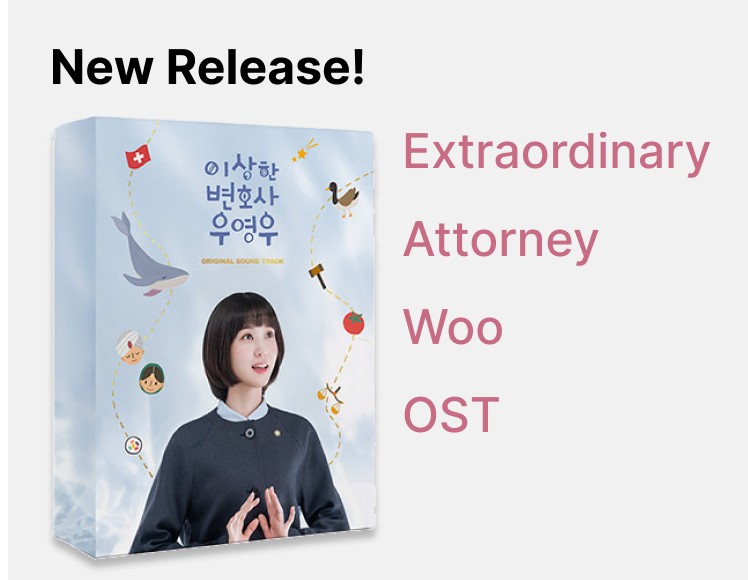 New Release!
이상한
변호사
우영우
ORIGINAL SOUND TRACK
Extraordinary
Attorney
Woo
OST